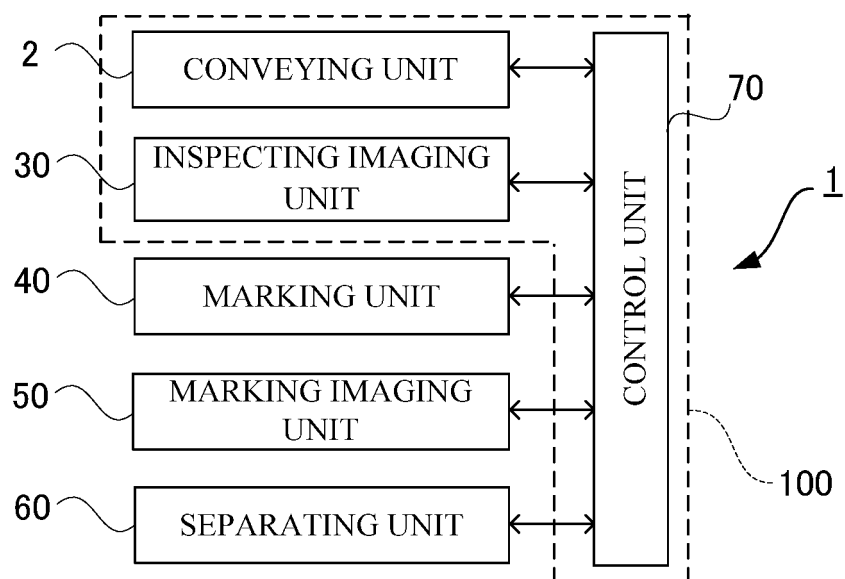 2
CONVEYING UNIT
70
30
INSPECTING IMAGING
UNIT
1
CONTROL UNIT
40
MARKING UNIT
50
MARKING IMAGING
UNIT
100
60
SEPARATING UNIT